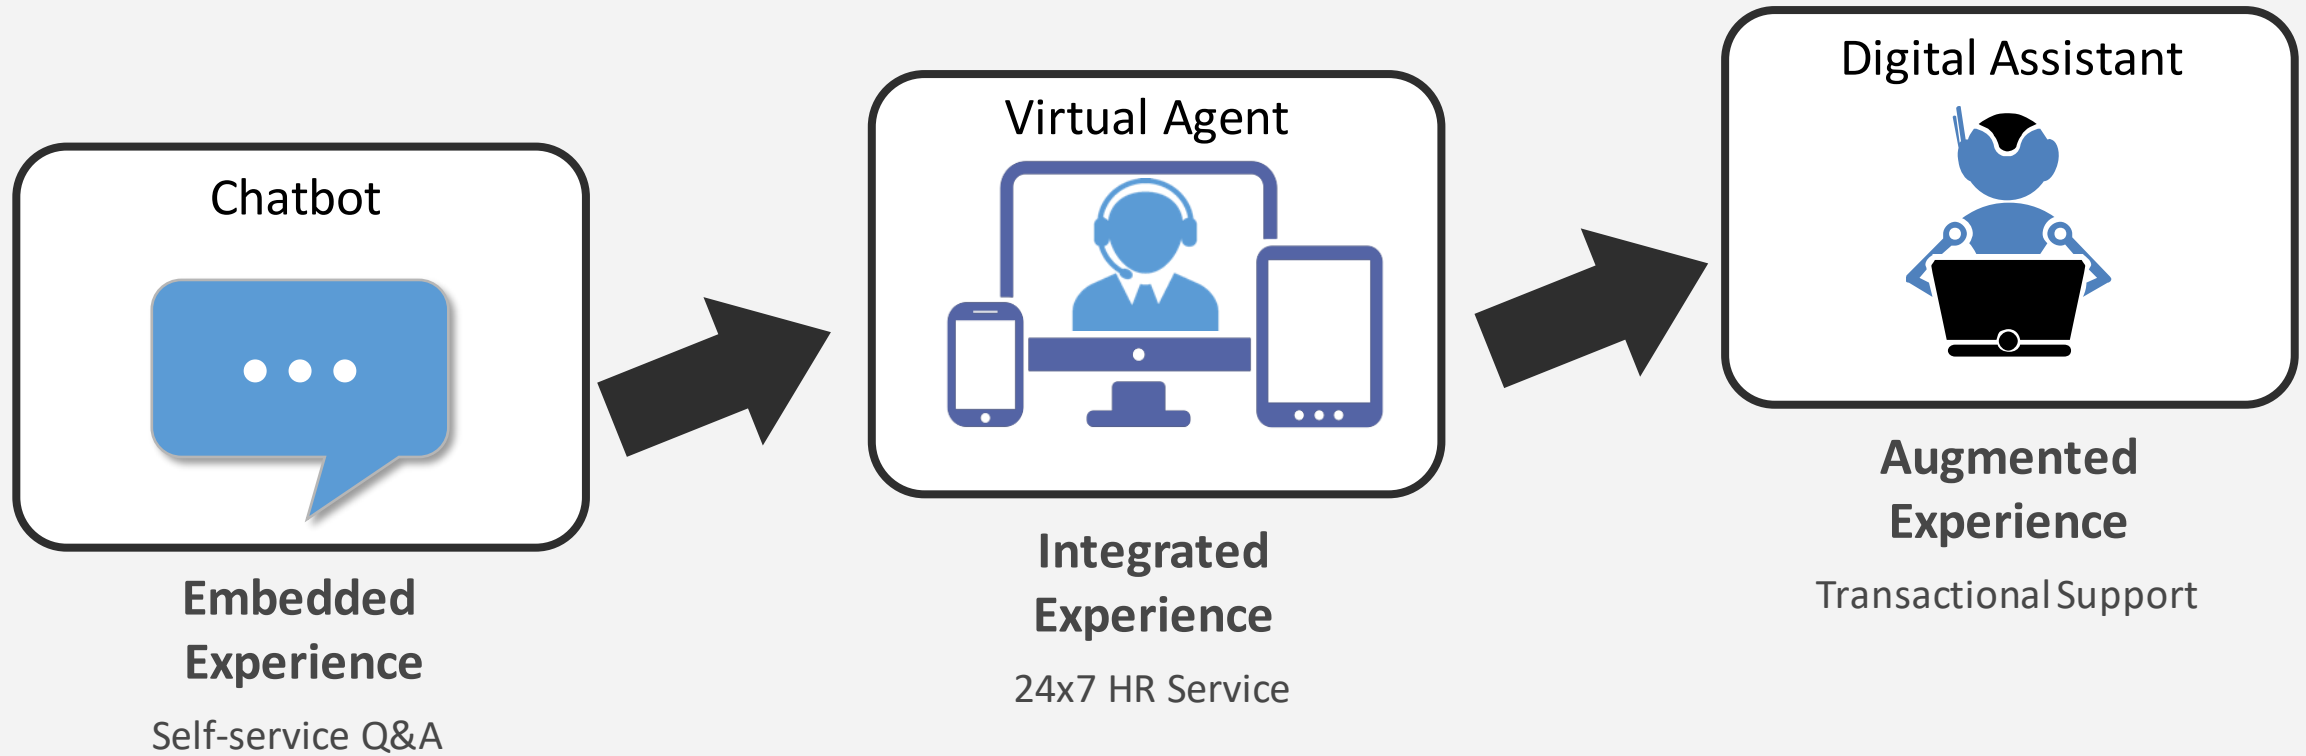 Chatbot
Embedded
Experience
Self-service Q&A
Virtual Agent
Integrated
Experience
24x7 HR Service
Digital Assistant
Augmented
Experience
Transactional Support